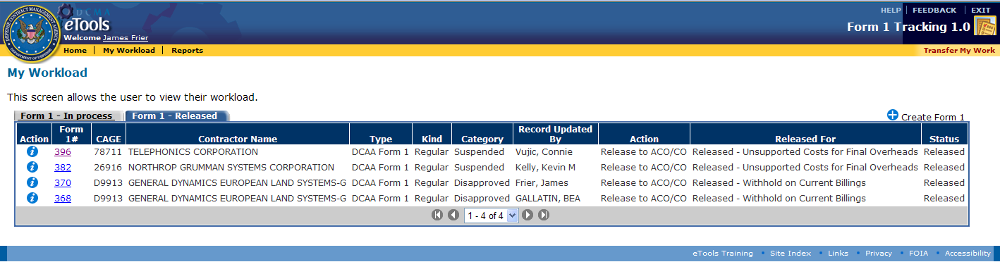 HELP | FEEDBACK | EXIT
DCMA
eTools
Form 1 Tracking 1.0
Welcome James Frier
DEFENSE CONTRACT MANAGEMENT AGENCY
DEPARTMENT OF DEFENSE
Home | My Workload | Reports
Transfer My Work
My Workload
This screen allows the user to view their workload.
Form 1 - In process Form 1 - Released
Create Form 1
Action Form 1# CAGE Contractor Name Type Kind Category Record Updated By Action Released For Status
396 78711 TELEPHONICS CORPORATION DCAA Form 1 Regular Suspended Vujic, Connie Release to ACO/CO Released - Unsupported Costs for Final Overheads Released
382 26916 NORTHROP GRUMMAN SYSTEMS CORPORATION DCAA Form 1 Regular Suspended Kelly, Kevin M Release to ACO/CO Released - Unsupported Costs for Final Overheads Released
370 D9913 GENERAL DYNAMICS EUROPEAN LAND SYSTEMS-G DCAA Form 1 Regular Disapproved Frier, James Release to ACO/CO Released - Withhold on Current Billings Released
368 D9913 GENERAL DYNAMICS EUROPEAN LAND SYSTEMS-G DCAA Form 1 Regular Disapproved GALLATIN, BEA Release to ACO/CO Released - Withhold on Current Billings Released
1 - 4 of 4
eTools Training • Site Index • Links • Privacy • FOIA • Accessibility